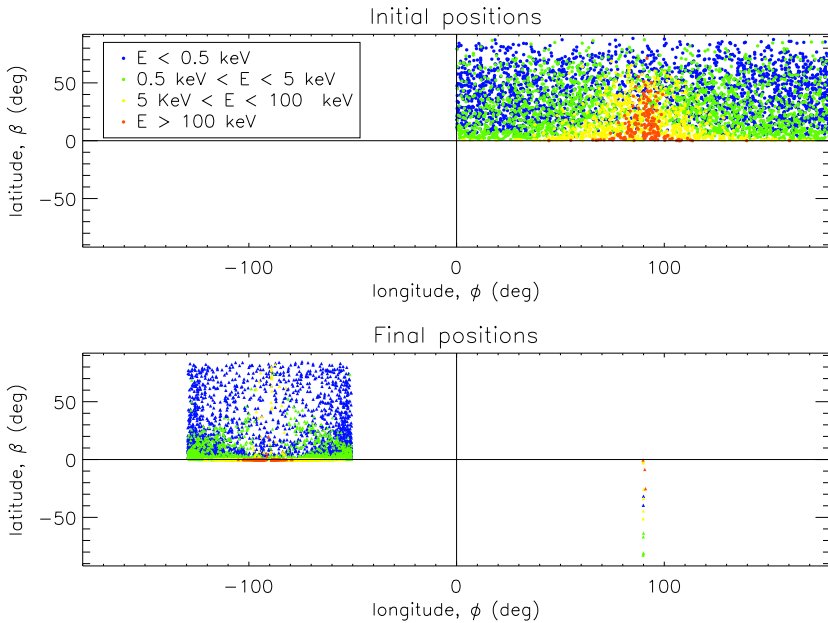 Initial positions
E < 0.5 keV
0.5 keV < E < 5 keV
5 KeV < E < 100 keV
E > 100 keV
latitude, β (deg)
50
0
−50
−100
0
100
longitude, ϕ (deg)
Final positions
latitude, β (deg)
50
0
−50
−100
0
100
longitude, ϕ (deg)